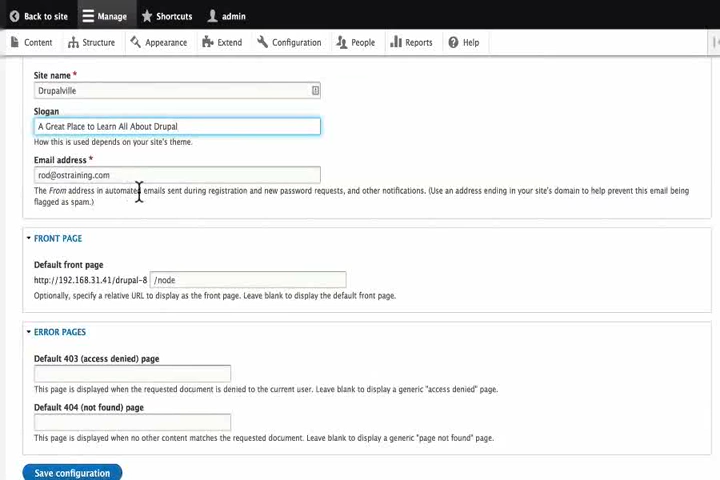 Back to site Manage Shortcuts admin
Content Structure Appearance Extend Configuration People Reports Help
Site name *
Drupalville
Slogan
A Great Place to Learn All About Drupal
How this is used depends on your site's theme.
Email address *
rod@ostraining.com
The From address in automated emails sent during registration and new password requests, and other notifications. (Use an address ending in your site's domain to help prevent this email being
flagged as spam.)
FRONT PAGE
Default front page
http://192.168.31.41/drupal-8 /node
Optionally, specify a relative URL to display as the front page. Leave blank to display the default front page.
ERROR PAGES
Default 403 (access denied) page
This page is displayed when the requested document is denied to the current user. Leave blank to display a generic "access denied" page.
Default 404 (not found) page
This page is displayed when no other content matches the requested document. Leave blank to display a generic "page not found" page.
Save configuration